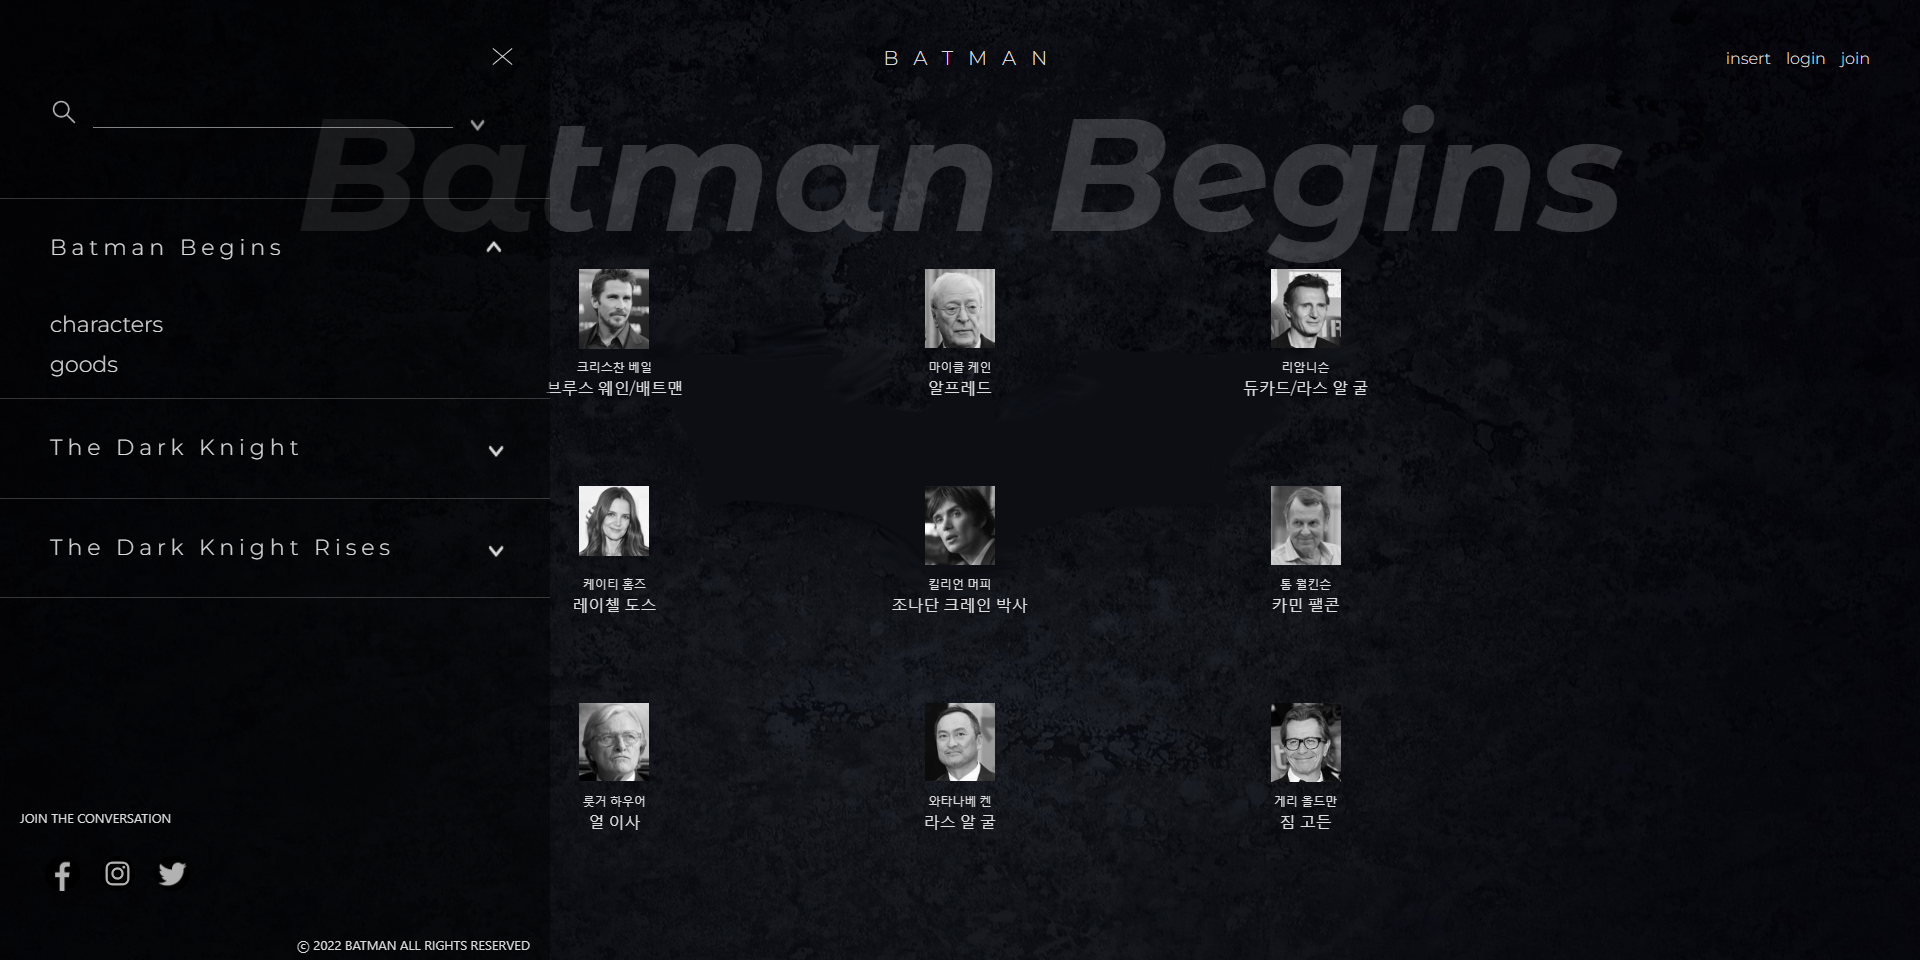 BATMAN
insert login join
Batman Begins
Batman Begins
characters
goods
The Dark Knight
The Dark Knight Rises
크리스찬 베일
브루스 웨인/배트맨
마이클 케인
알프레드
리암니슨
듀카드/라스 알 굴
케이티 홈즈
레이첼 도스
킬리언 머피
조나단 크레인 박사
톰 윌킨슨
카민 팰콘
룻거 하우어
얼 이사
와타나베 켄
라스 알 굴
게리 올드만
짐 고든
JOIN THE CONVERSATION
© 2022 BATMAN ALL RIGHTS RESERVED